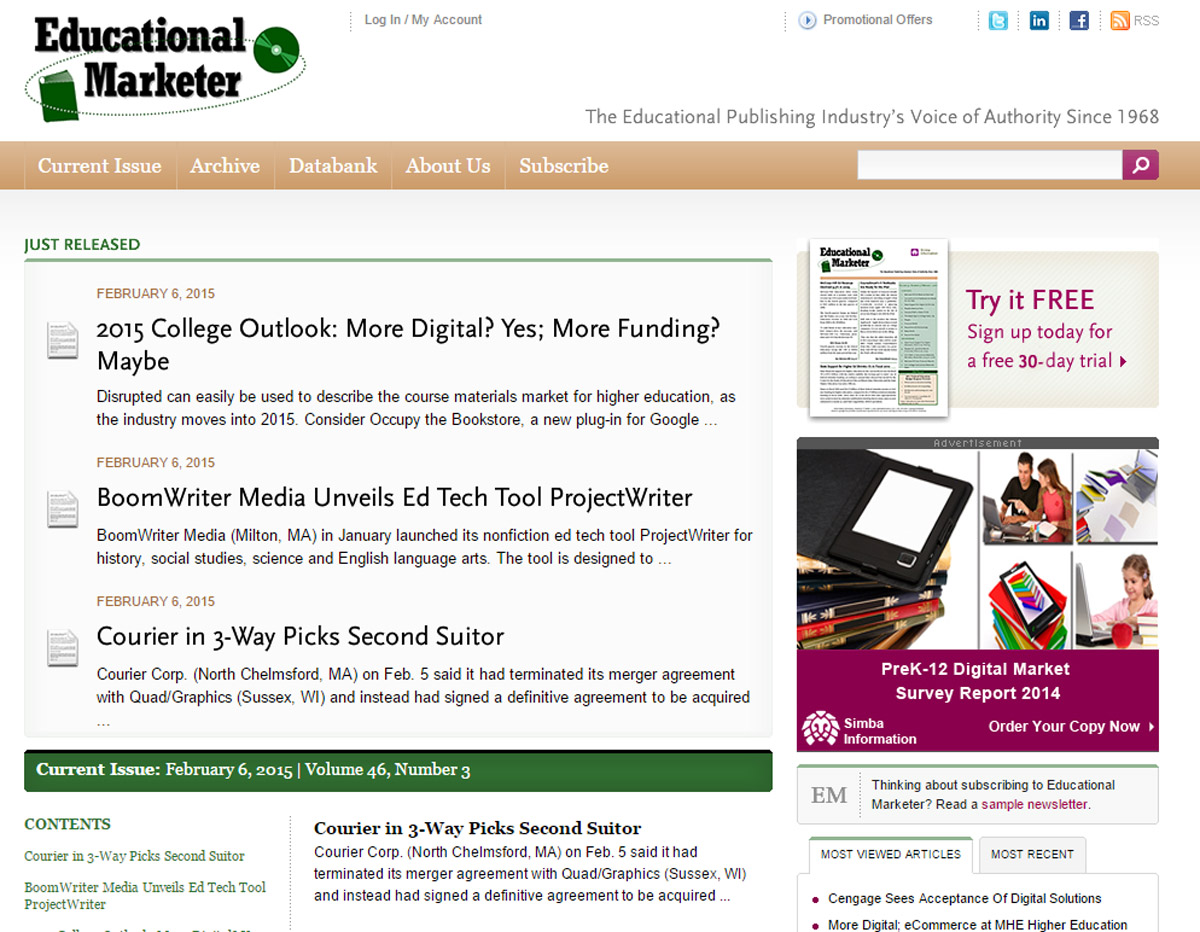 Educational
Marketer
Log In / My Account
Promotional Offers
RSS
The Educational Publishing Industry's Voice of Authority Since 1968
Current Issue
Archive
Databank
About Us
Subscribe
JUST RELEASED
FEBRUARY 6, 2015
2015 College Outlook: More Digital? Yes; More Funding?
Maybe
Disrupted can easily be used to describe the course materials market for higher education, as
the industry moves into 2015. Consider Occupy the Bookstore, a new plug-in for Google ...
FEBRUARY 6, 2015
BoomWriter Media Unveils Ed Tech Tool ProjectWriter
BoomWriter Media (Milton, MA) in January launched its nonfiction ed tech tool ProjectWriter for
history, social studies, science and English language arts. The tool is designed to ...
FEBRUARY 6, 2015
Courier in 3-Way Picks Second Suitor
Courier Corp. (North Chelmsford, MA) on Feb. 5 said it had terminated its merger agreement
with Quad/Graphics (Sussex, WI) and instead had signed a definitive agreement to be acquired
...
Current Issue: February 6, 2015 | Volume 46, Number 3
CONTENTS
Courier in 3-Way Picks Second Suitor
BoomWriter Media Unveils Ed Tech Tool
ProjectWriter
Courier in 3-Way Picks Second Suitor
Courier Corp. (North Chelmsford, MA) on Feb. 5 said it had
terminated its merger agreement with Quad/Graphics (Sussex, WI)
and instead had signed a definitive agreement to be acquired ...
Educational
Marketer
Try it FREE
Sign up today for
a free 30-day trial
Advertisement
PreK-12 Digital Market
Survey Report 2014
Simba
Information
Order Your Copy Now
EM
Thinking about subscribing to Educational
Marketer? Read a sample newsletter.
MOST VIEWED ARTICLES
MOST RECENT
Cengage Sees Acceptance Of Digital Solutions
More Digital; eCommerce at MHE Higher Education